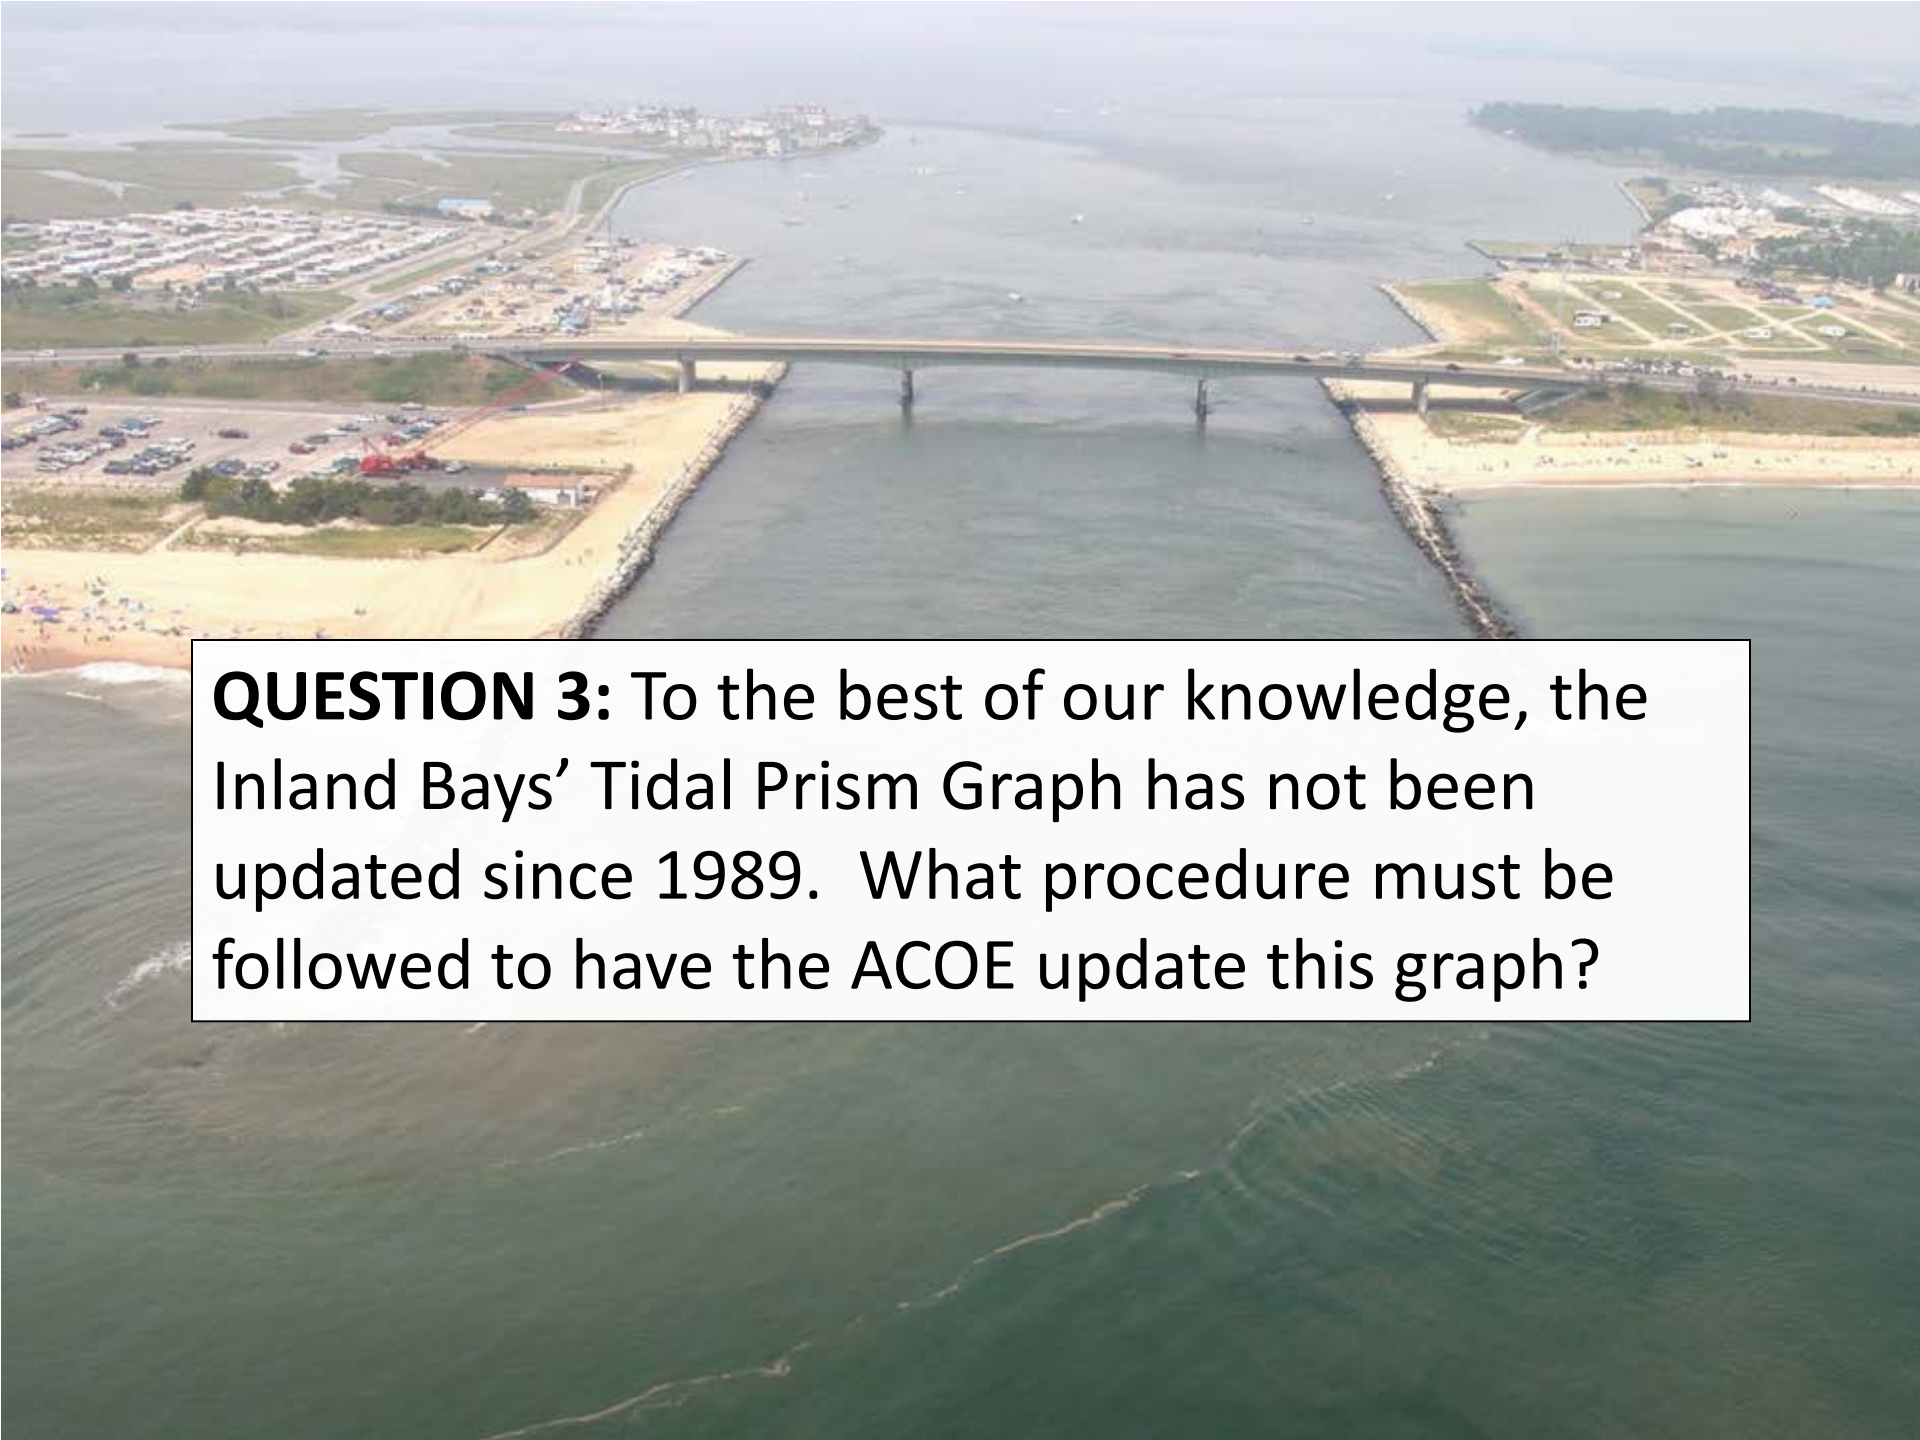 QUESTION 3: To the best of our knowledge, the
Inland Bays’ Tidal Prism Graph has not been
updated since 1989.  What procedure must be
followed to have the ACOE update this graph?